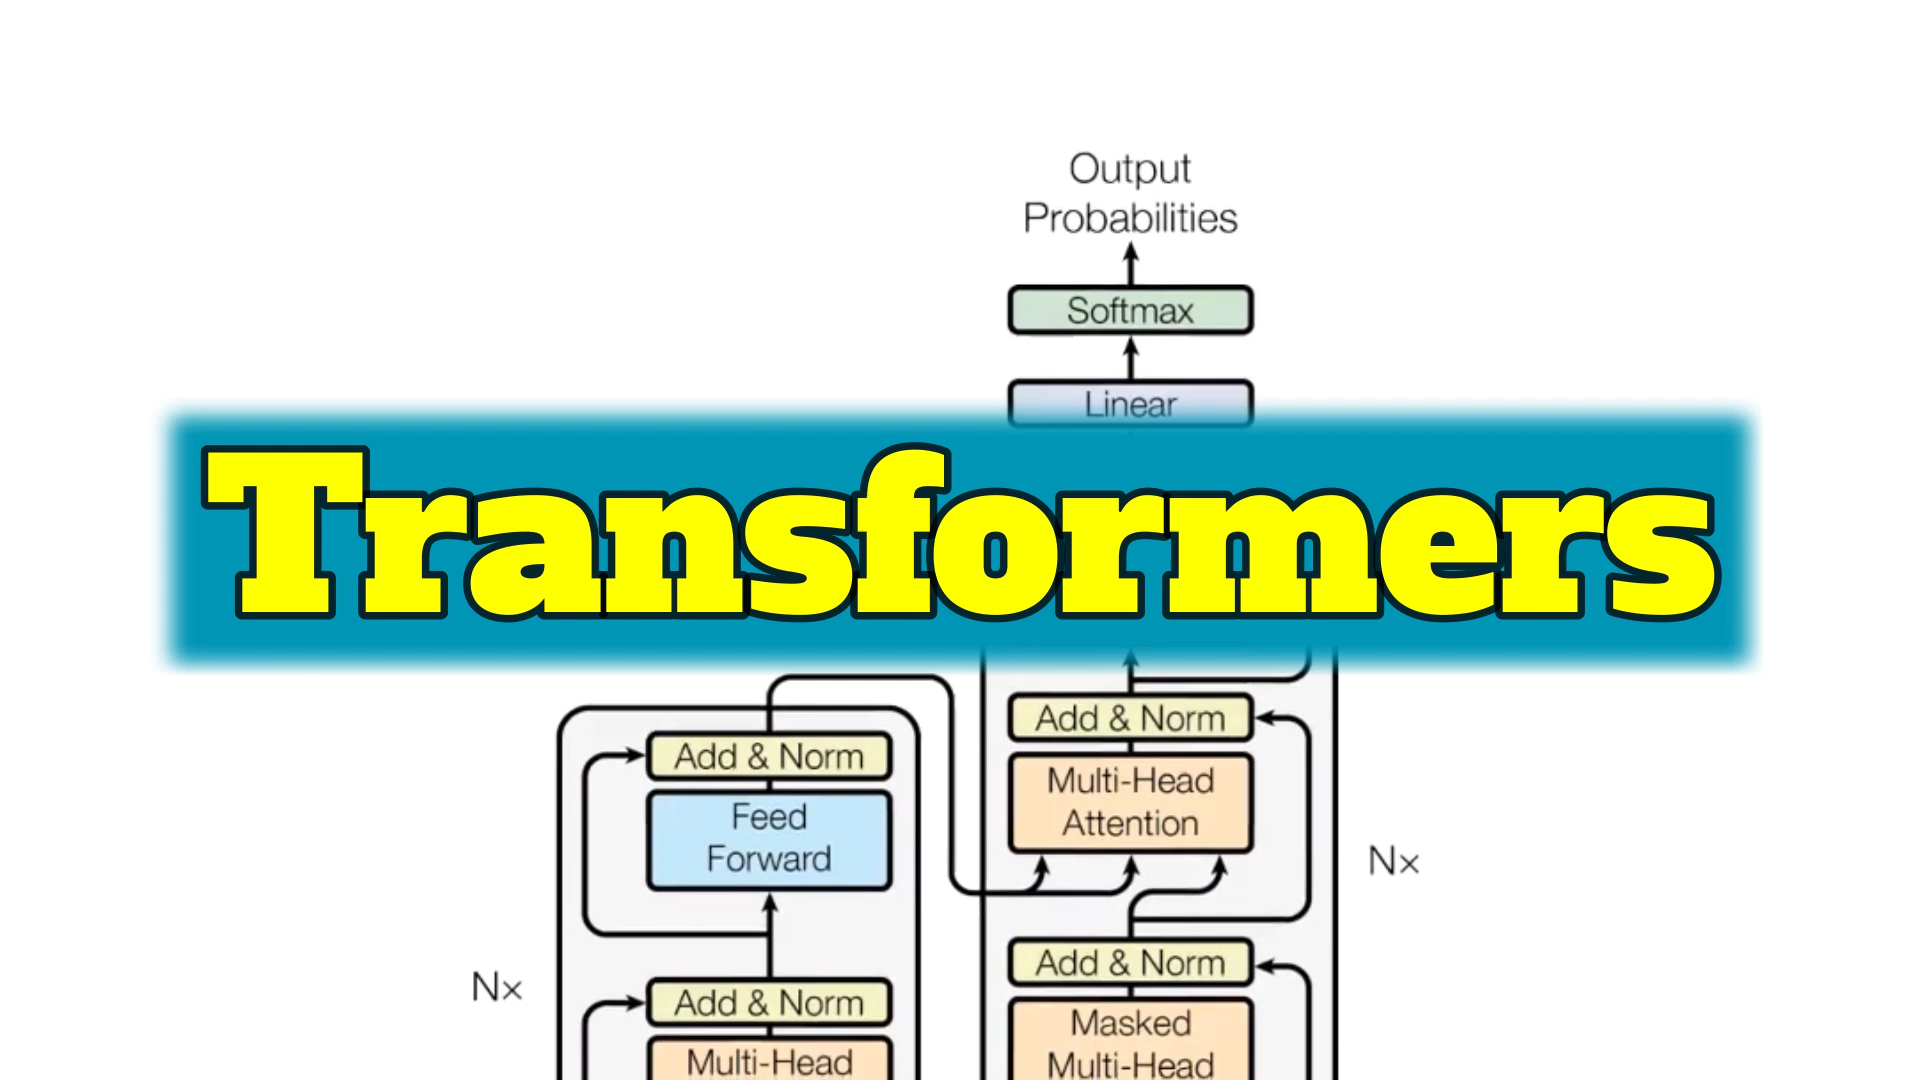 Output
Probabilities
Softmax
Linear
Transformers
Add & Norm
Multi-Head
Attention
Nx
Add & Norm
Feed
Forward
Add & Norm
Masked
Multi-Head
Nx
Add & Norm
Multi-Head